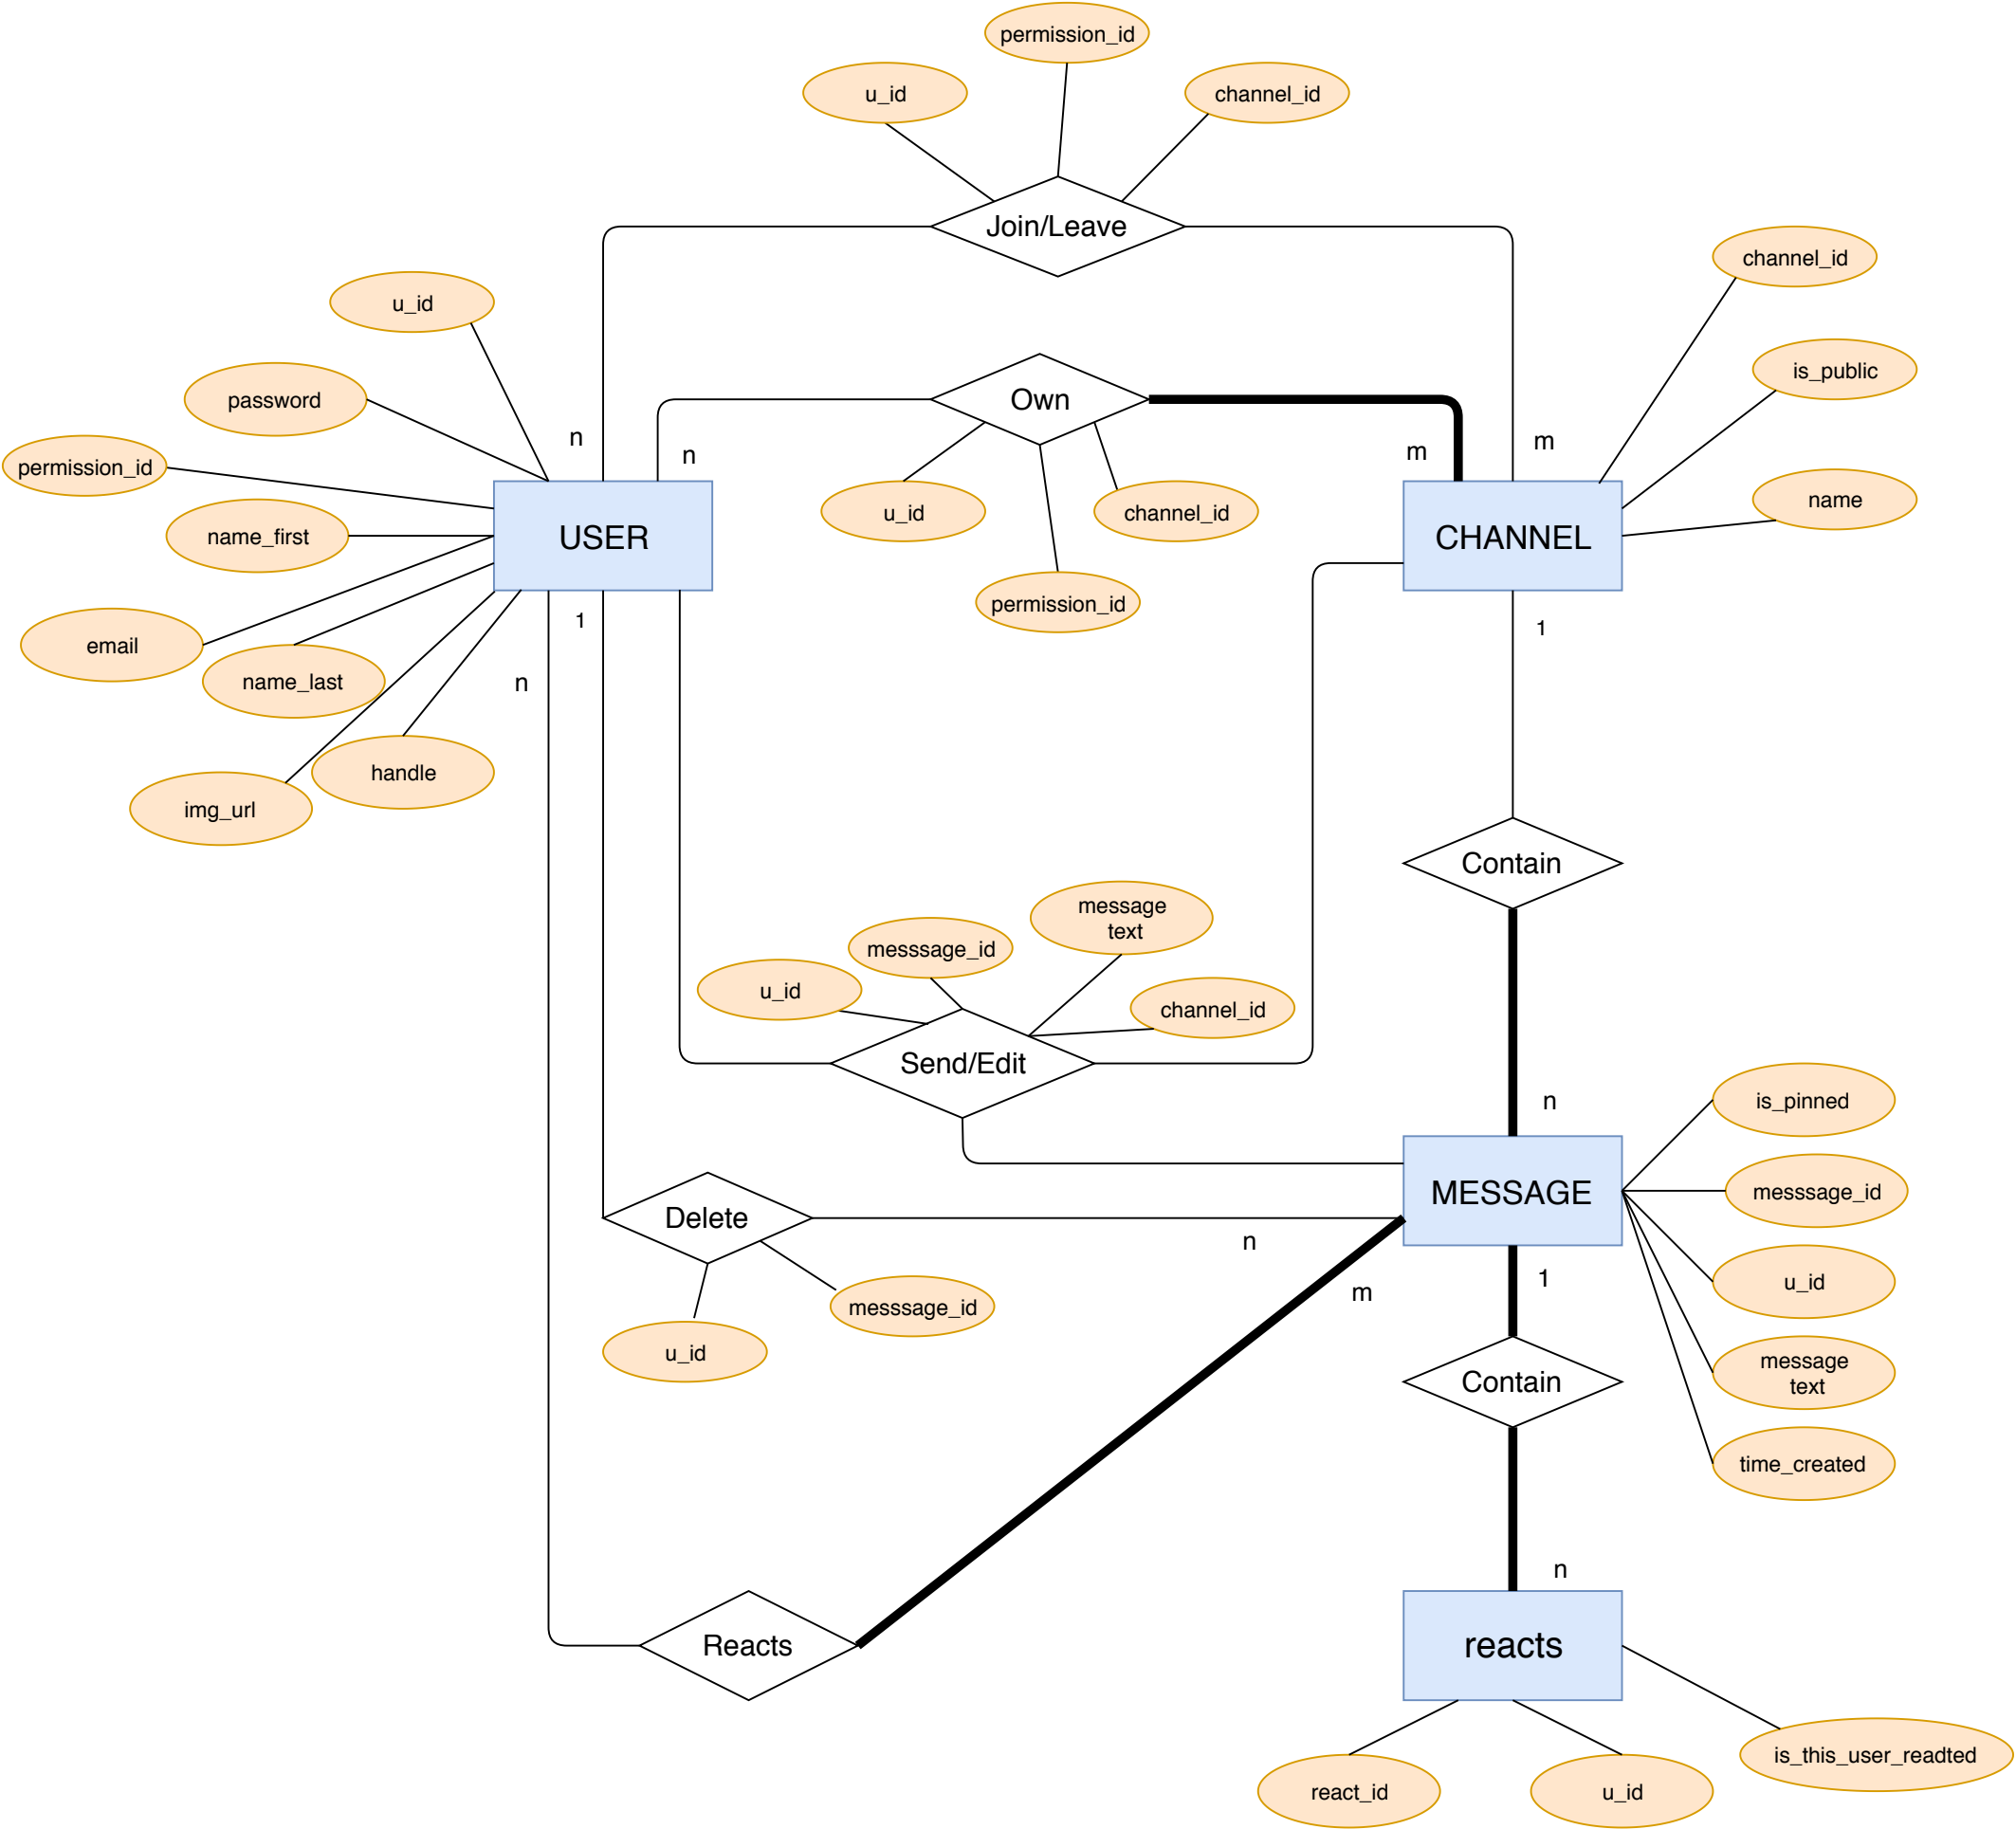 permission_id
u_id
channel_id
Join/Leave
channel_id
u_id
is_public
password
Own
n
m
n
m
permission_id
name
u_id
channel_id
name_first
USER
CHANNEL
permission_id
1
1
email
name_last
n
handle
img_url
Contain
message
text
messsage_id
u_id
channel_id
Send/Edit
n
is_pinned
MESSAGE
messsage_id
Delete
n
1
u_id
m
messsage_id
u_id
message
text
Contain
time_created
n
Reacts
reacts
is_this_user_readted
react_id
u_id